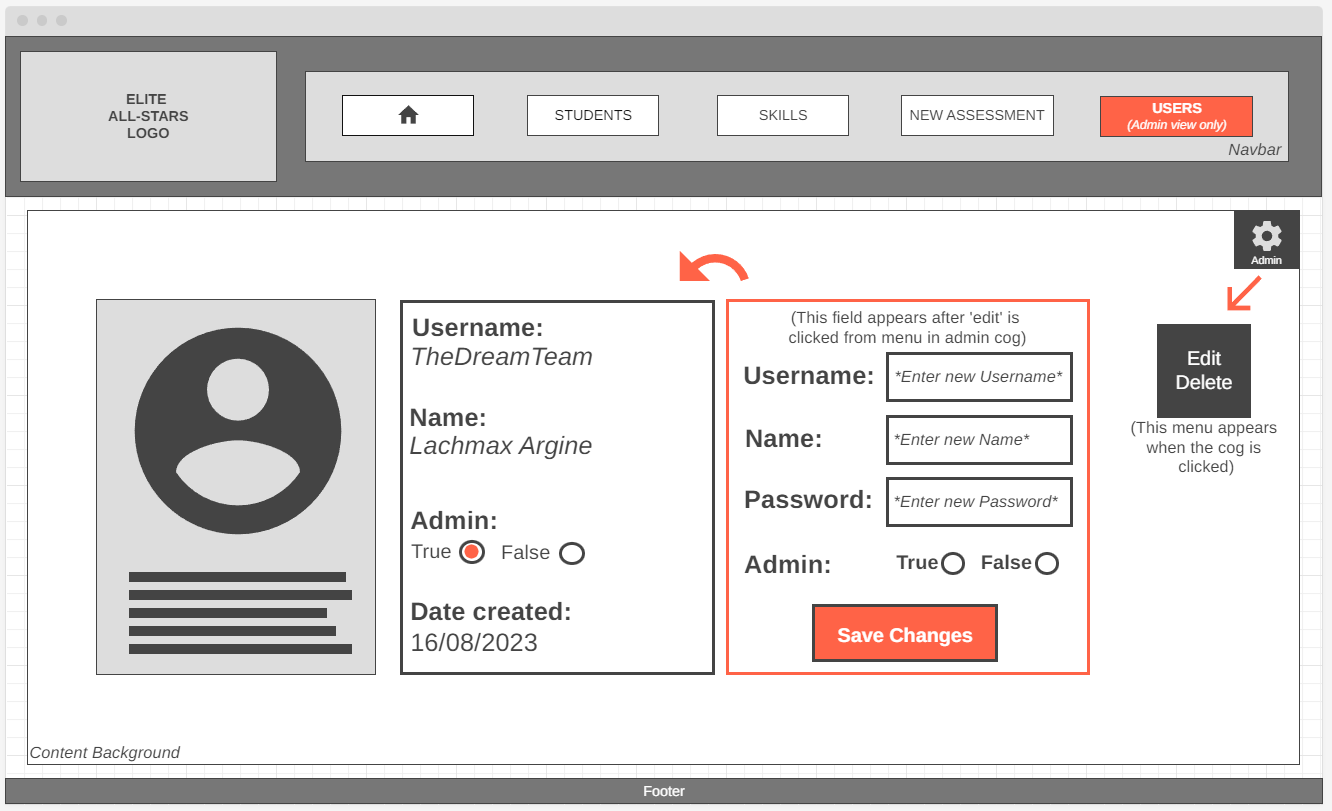 ELITE
ALL-STARS
LOGO
STUDENTS
SKILLS
NEW ASSESSMENT
USERS
(Admin view only)
Navbar
Admin
Username:
TheDreamTeam
Name:
Lachmax Argine
Admin:
True
False
Date created:
16/08/2023
(This field appears after 'edit' is
clicked from menu in admin cog)
Username:
*Enter new Username*
Name:
*Enter new Name*
Password:
*Enter new Password*
Admin:
True
False
Save Changes
Edit
Delete
(This menu appears
when the cog is
clicked)
Content Background
Footer